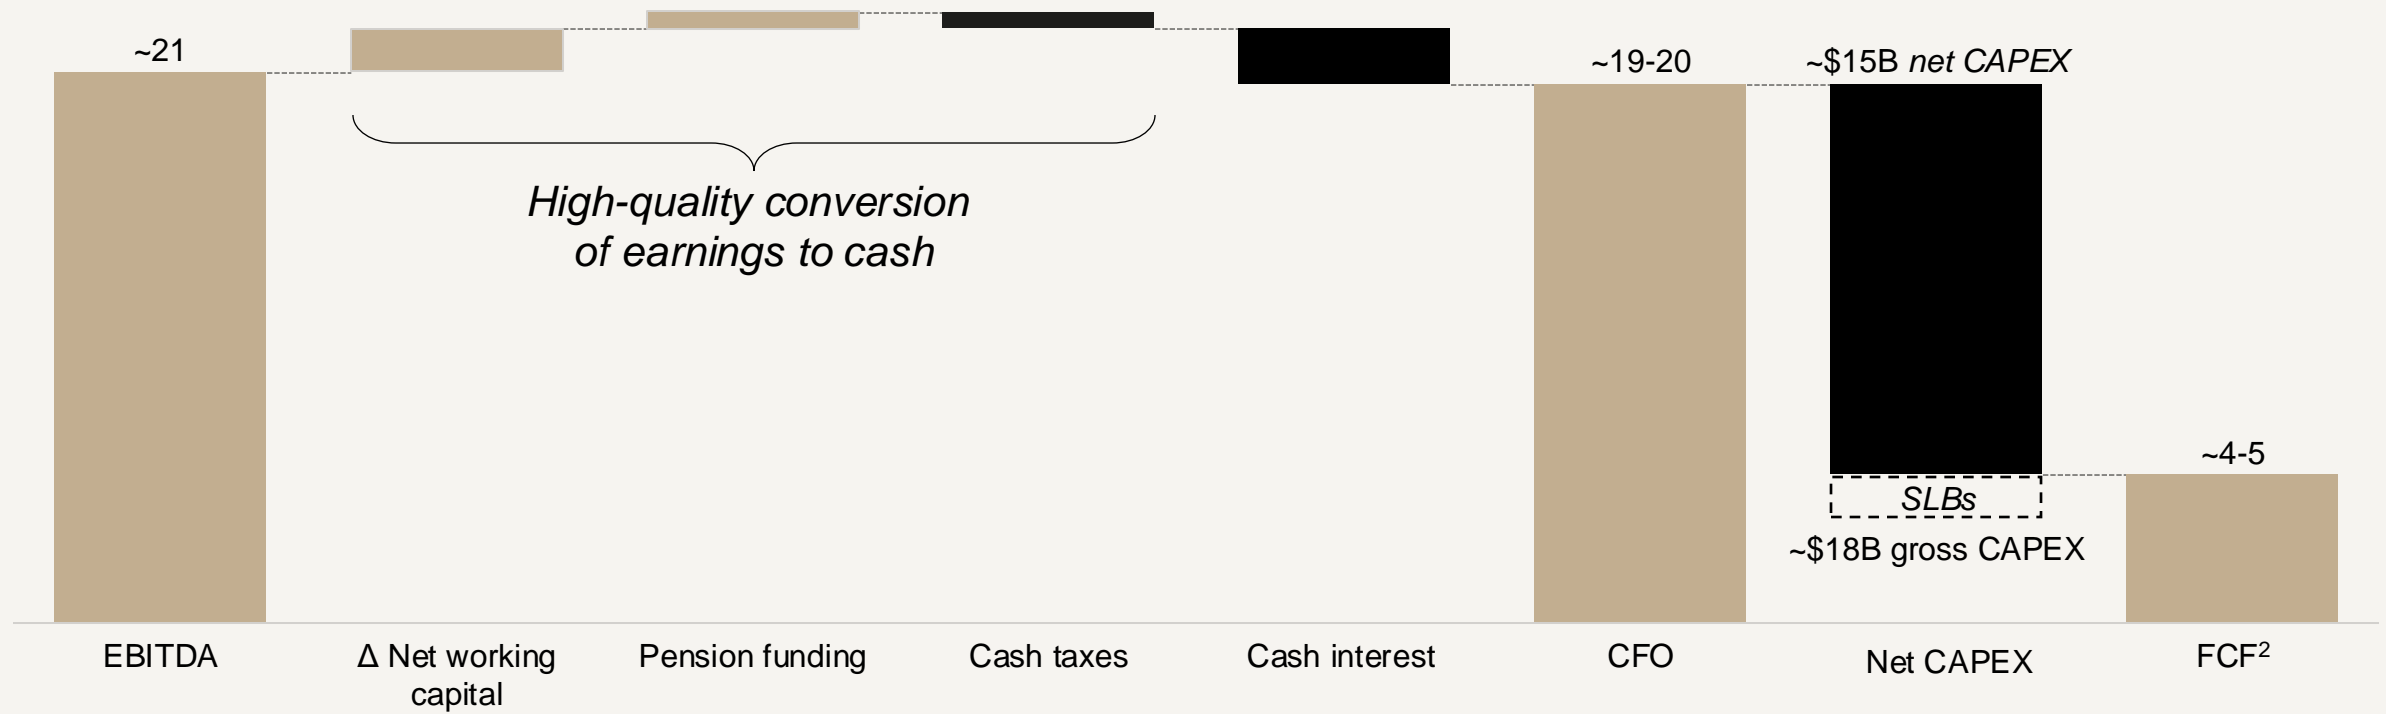 ~21
~19-20
~$15B net CAPEX
High-quality conversion
of earnings to cash
~4-5
SLBs
~$18B gross CAPEX
EBITDA
Δ Net working
capital
Pension funding
Cash taxes
Cash interest
CFO
Net CAPEX
FCF²